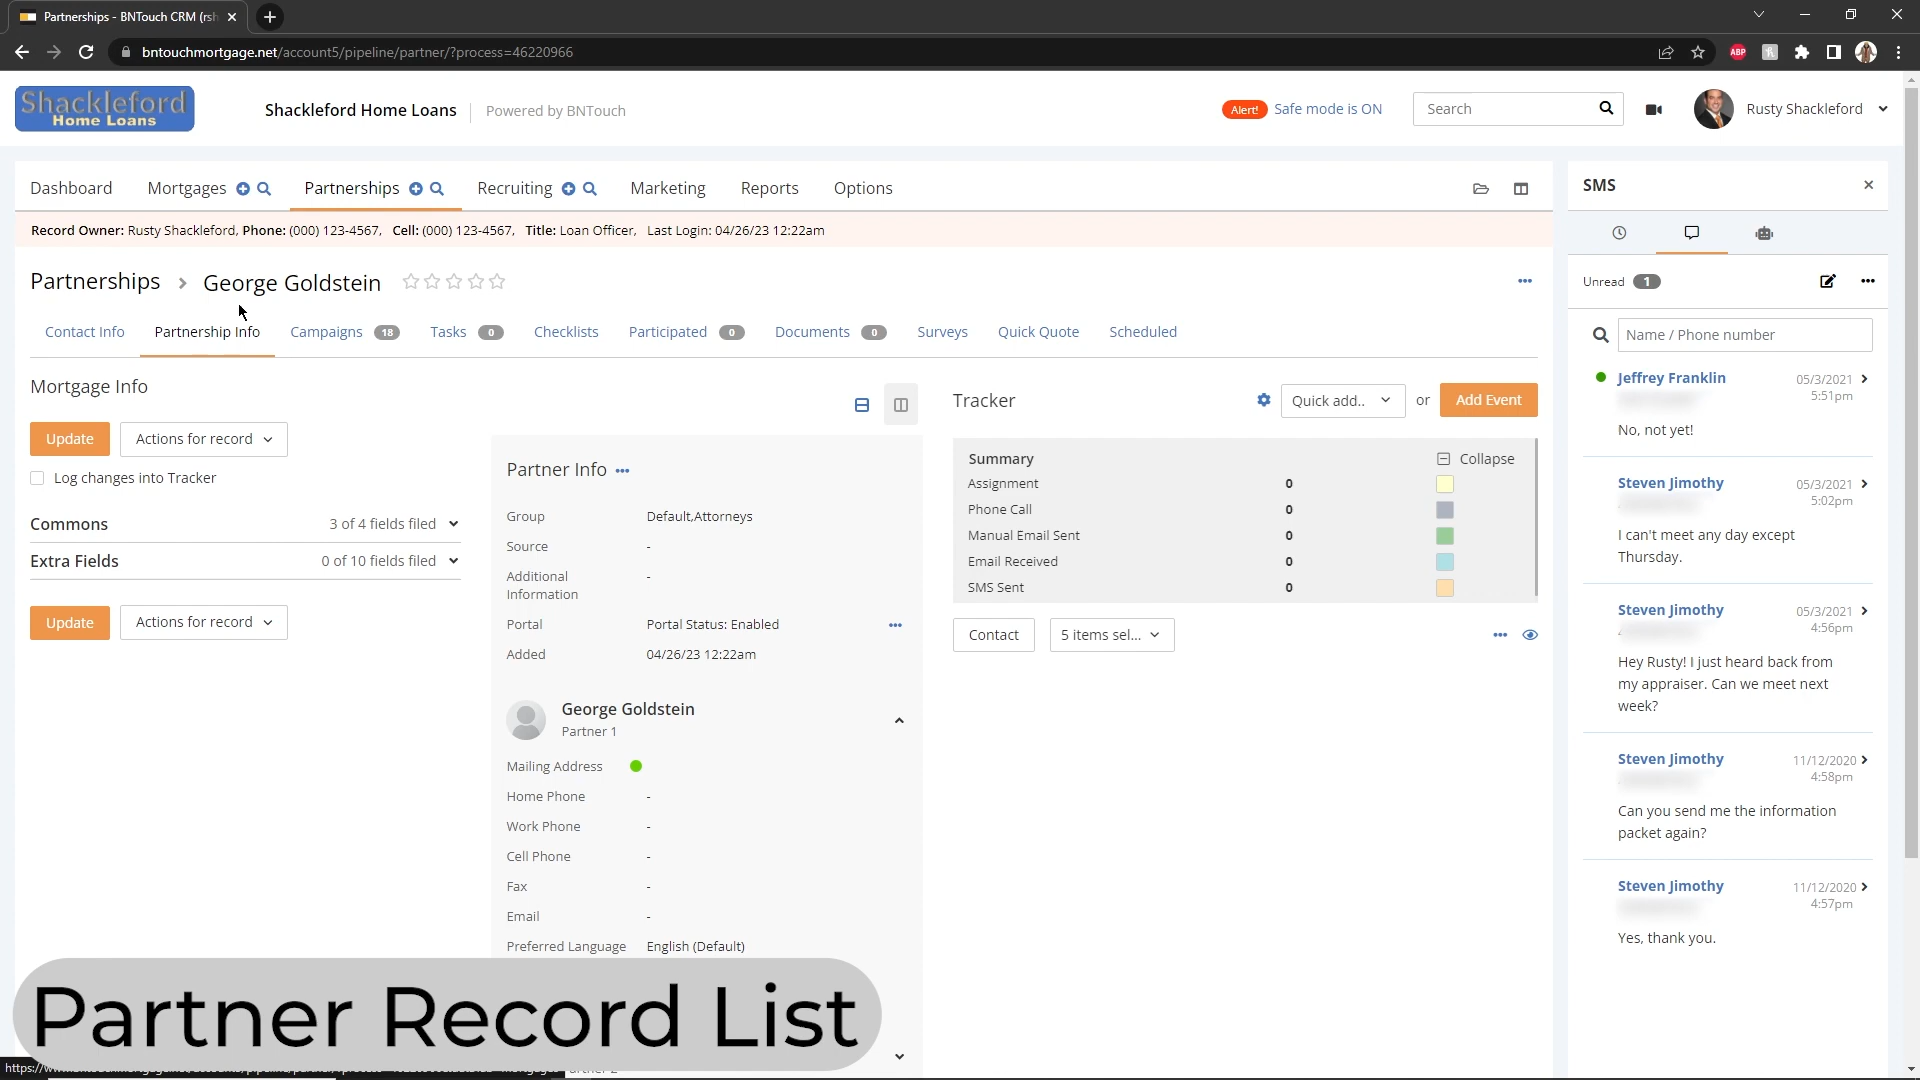 Partnerships - BNTouch CRM (rsh
bntouchmortgage.net/account5/pipeline/partner/?process=46220966
ABP
Shackleford
Home Loans
Shackleford Home Loans
Powered by BNTouch
Alert!
Safe mode is ON
Search
Rusty Shackleford
Dashboard
Mortgages
Partnerships
Recruiting
Marketing
Reports
Options
Record Owner: Rusty Shackleford, Phone: (000) 123-4567, Cell: (000) 123-4567, Title: Loan Officer, Last Login: 04/26/23 12:22am
Partnerships
George Goldstein
Contact Info
Partnership Info
Campaigns 18
Tasks 0
Checklists
Participated 0
Documents 0
Surveys
Quick Quote
Scheduled
Mortgage Info
Update
Actions for record
Log changes into Tracker
Commons 3 of 4 fields filed
Extra Fields 0 of 10 fields filed
Update
Actions for record
Partner Info
Group Default,Attorneys
Source -
Additional
Information -
Portal Portal Status: Enabled
Added 04/26/23 12:22am
George Goldstein
Partner 1
Mailing Address
Home Phone -
Work Phone -
Cell Phone -
Fax -
Email -
Preferred Language English (Default)
Tracker
Quick add..
or
Add Event
Summary
Collapse
Assignment 0
Phone Call 0
Manual Email Sent 0
Email Received 0
SMS Sent 0
Contact
5 items sel...
SMS
Unread 1
Name / Phone number
Jeffrey Franklin 05/3/2021
5:51pm
No, not yet!
Steven Jimothy 05/3/2021
5:02pm
I can't meet any day except
Thursday.
Steven Jimothy 05/3/2021
4:56pm
Hey Rusty! I just heard back from
my appraiser. Can we meet next
week?
Steven Jimothy 11/12/2020
4:58pm
Can you send me the information
packet again?
Steven Jimothy 11/12/2020
4:57pm
Yes, thank you.
Partner Record List